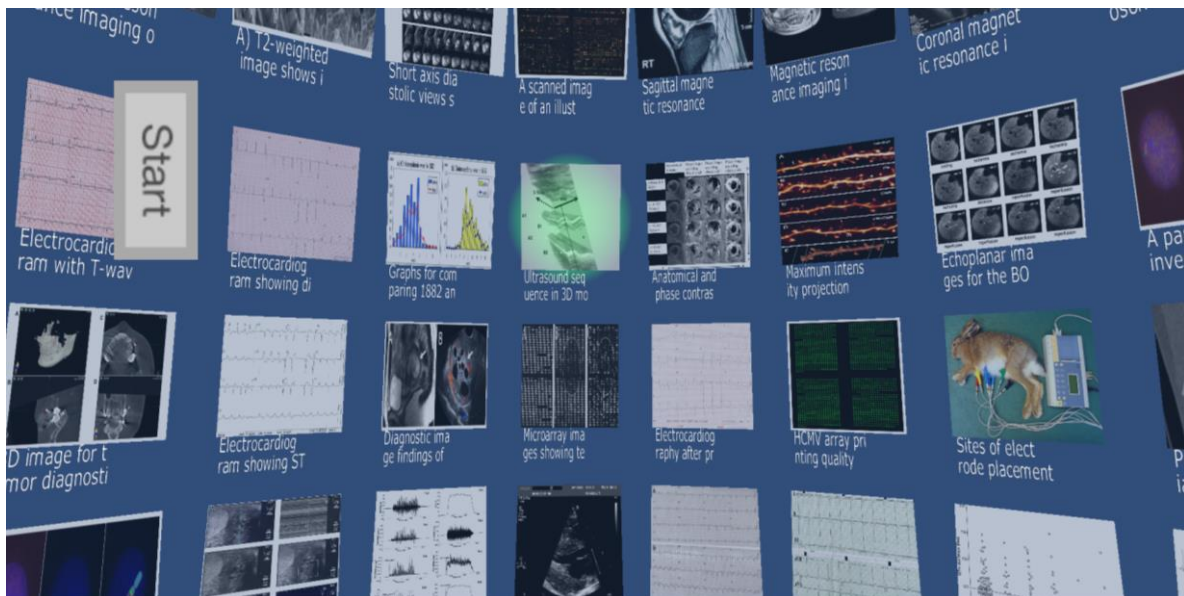 ance imaging o
A) T2-weighted
image shows i
Short axis dia
stolic views s
A scanned imag
e of an illust
RT
Sagittal magne
tic resonance
Magnetic reson
ance imaging i
Coronal magnet
ic resonance i
Start
Electrocardio
ram with T-wav
Electrocardiog
ram showing di
Graphs for com
paring 1882 an
Ultrasound seq
uence in 3D mo
Anatomical and
phase contras
Maximum intens
ity projection
Echoplanar ima
ges for the BO
A pa
inve
D image for t
mor diagnosti
Electrocardiog
ram showing ST
A
B
Diagnostic ima
ge findings of
Microarray ima
ges showing te
Electrocardiog
raphy after pr
HCMV array pri
nting quality
Sites of elect
rode placement